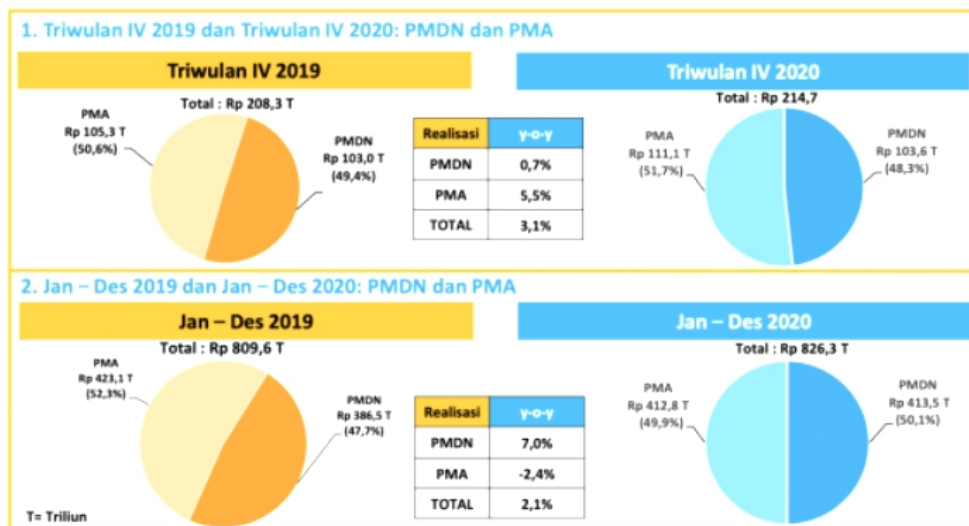 1. Triwulan IV 2019 dan Triwulan IV 2020: PMDN dan PMA
Triwulan IV 2019
Total : Rp 208,3 T
PMA
Rp 105,3 T
(50,6%)
PMDN
Rp 103,0 T
(49,4%)
Realisasi y-o-y
PMDN 0,7%
PMA 5,5%
TOTAL 3,1%
Triwulan IV 2020
Total : Rp 214,7
PMA
Rp 111,1 T
(51,7%)
PMDN
Rp 103,6 T
(48,3%)
2. Jan – Des 2019 dan Jan – Des 2020: PMDN dan PMA
Jan – Des 2019
Total : Rp 809,6 T
PMA
Rp 423,1 T
(52,3%)
PMDN
Rp 386,5 T
(47,7%)
Realisasi y-o-y
PMDN 7,0%
PMA -2,4%
TOTAL 2,1%
Jan – Des 2020
Total : Rp 826,3 T
PMA
Rp 412,8 T
(49,9%)
PMDN
Rp 413,5 T
(50,1%)
T= Triliun